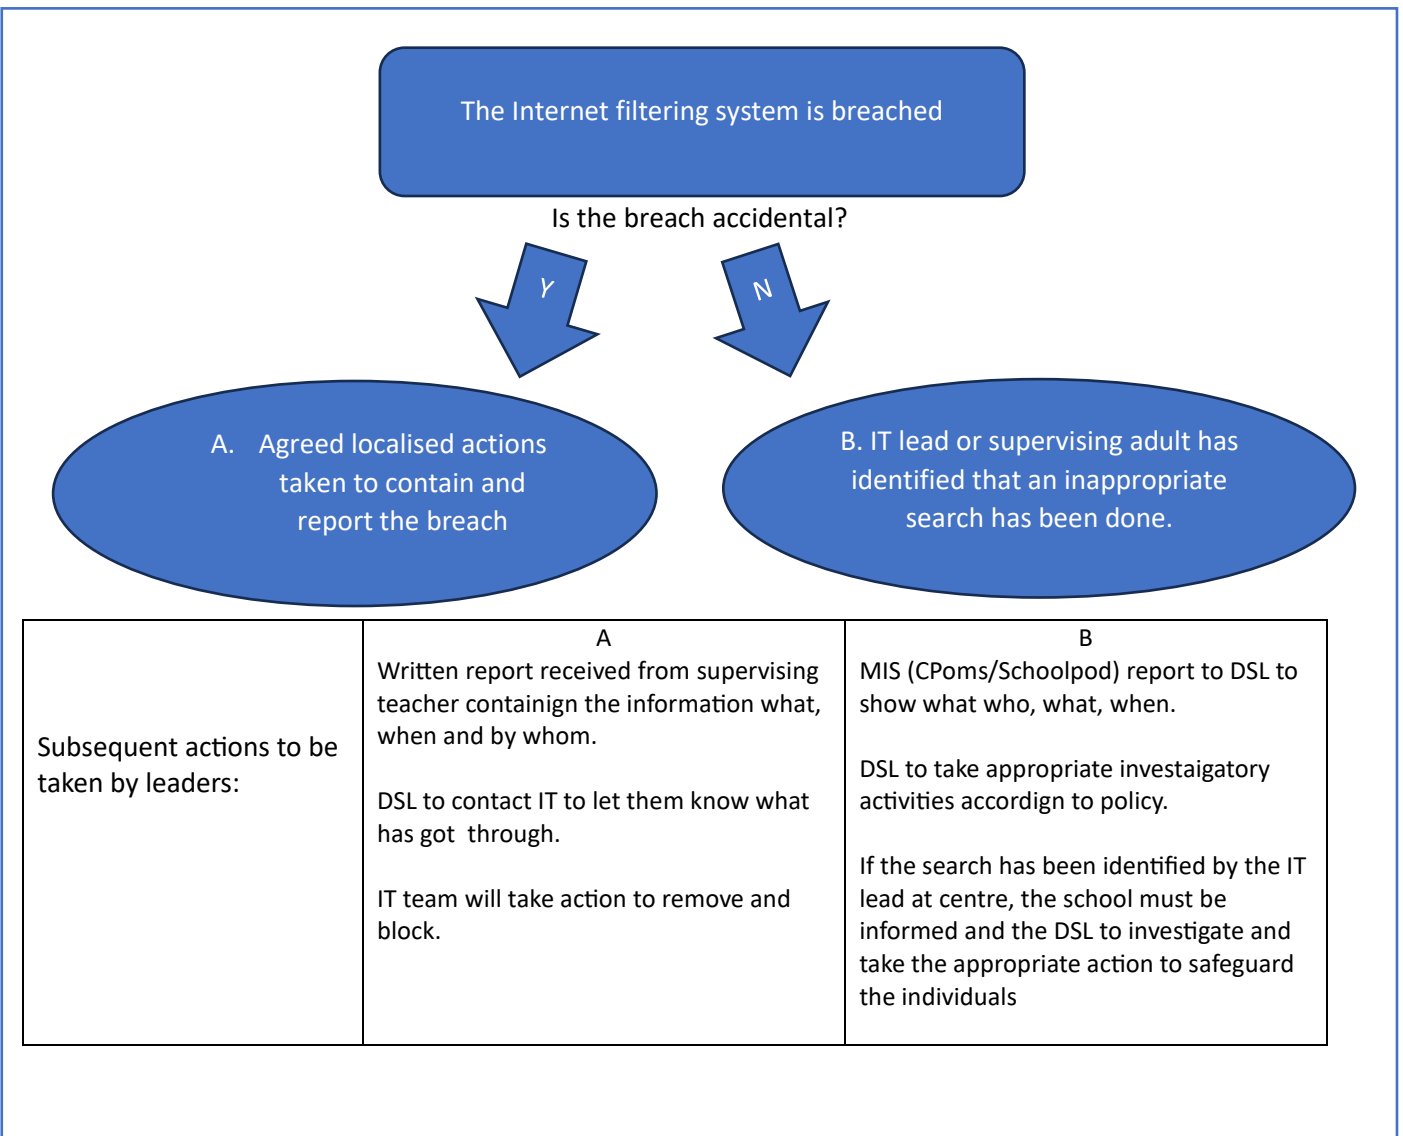 The Internet filtering system is breached
Is the breach accidental?
Y
N
A. Agreed localised actions
taken to contain and
report the breach
B. IT lead or supervising adult has
identified that an inappropriate
search has been done.
Subsequent actions to be
taken by leaders:
A
Written report received from supervising
teacher containign the information what,
when and by whom.
DSL to contact IT to let them know what
has got  through.
IT team will take action to remove and
block.
B
MIS (CPoms/Schoolpod) report to DSL to
show what who, what, when.
DSL to take appropriate investaigatory
activities accordign to policy.
If the search has been identified by the IT
lead at centre, the school must be
informed and the DSL to investigate and
take the appropriate action to safeguard
the individuals